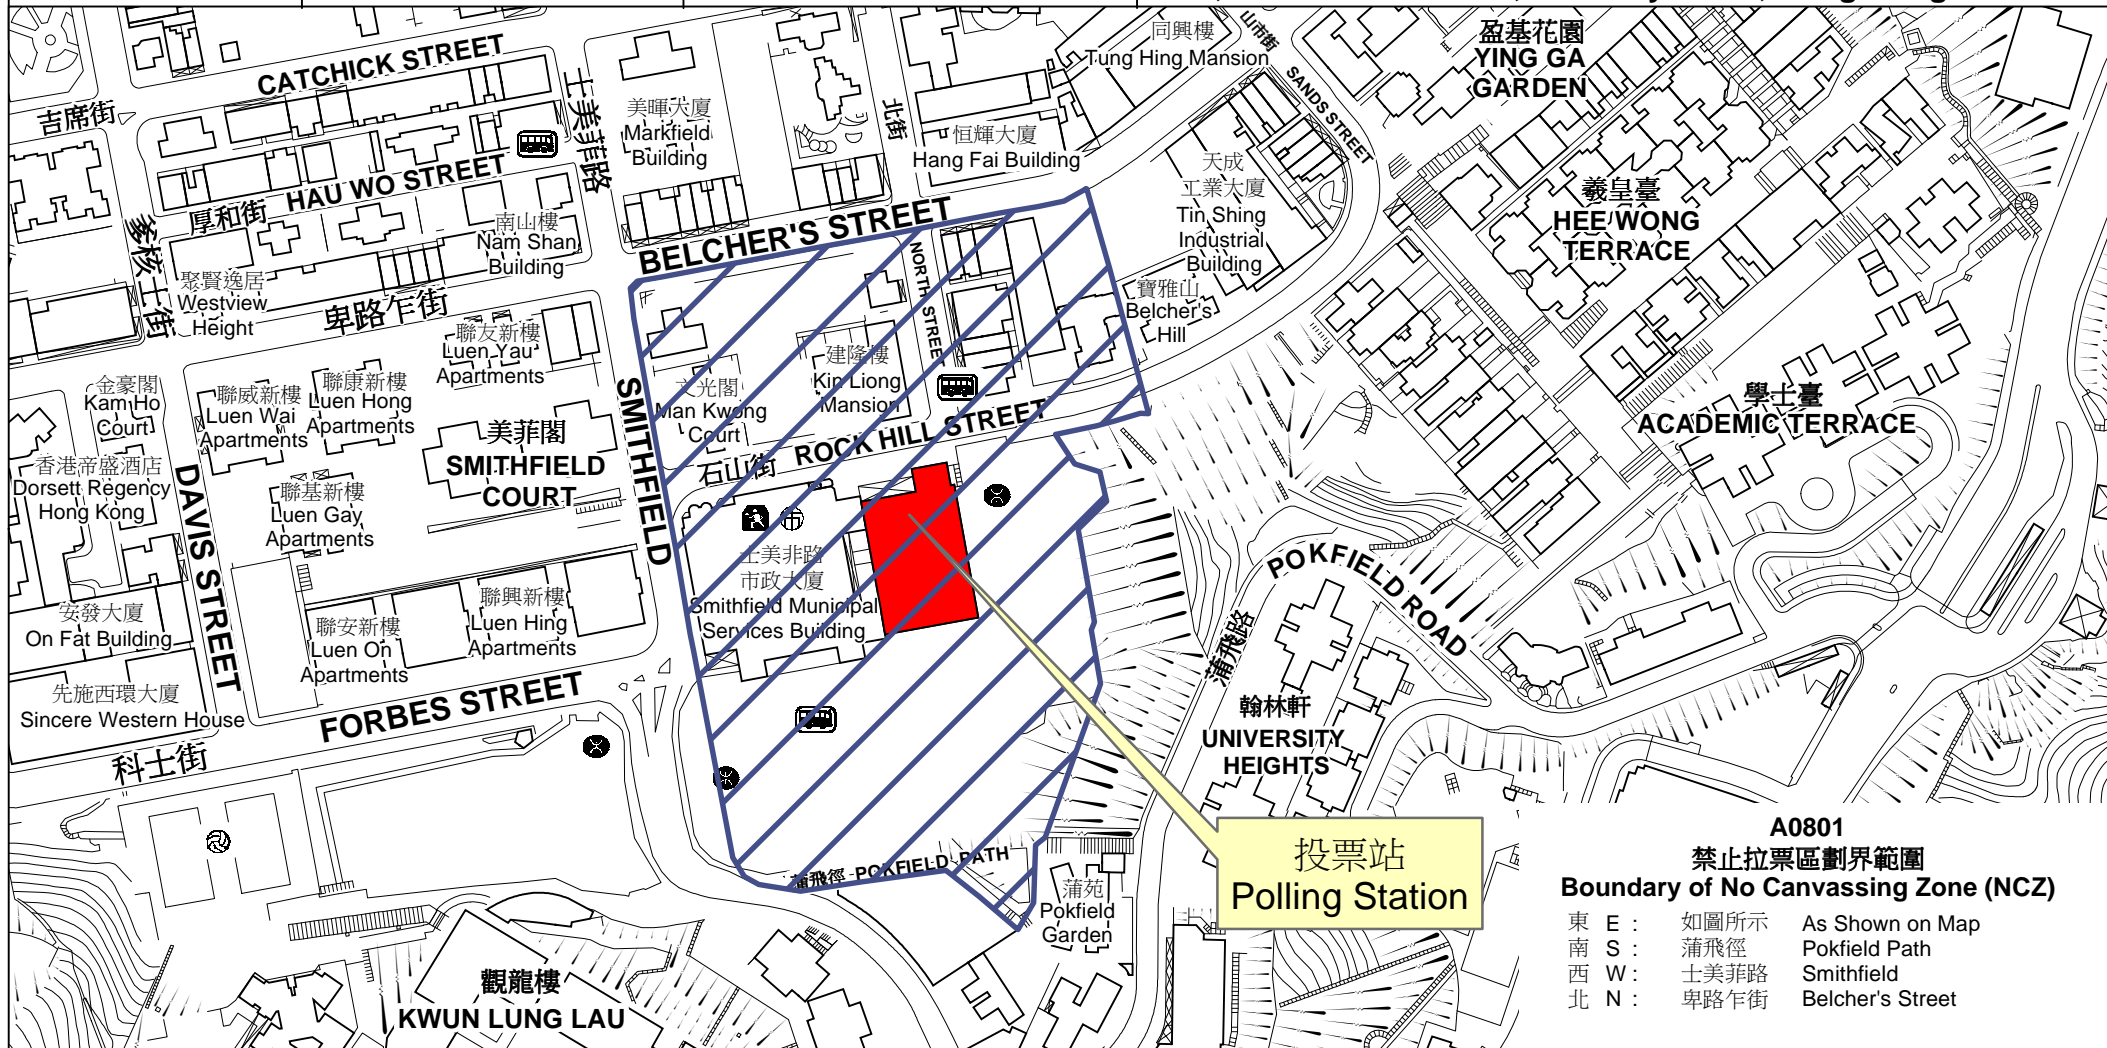 CATCHICK STREET
吉席街
HAU WO STREET
厚和街
士美菲路
美暉大廈
Markfield
Building
北街
同興樓
Tung Hing Mansion
山市街
SANDS STREET
恒輝大廈
Hang Fai Building
盈基花園
YING GA
GARDEN
天成
工業大廈
Tin Shing
Industrial
Building
羲皇臺
HEE WONG
TERRACE
爹核士街
南山樓
Nam Shan
Building
聚賢逸居
Westview
Height
卑路乍街
BELCHER'S STREET
NORTH STREET
寶雅山
Belcher's
Hill
聯友新樓
Luen Yau
Apartments
金豪閣
Kam Ho
Court
聯威新樓
Luen Wai
Apartments
聯康新樓
Luen Hong
Apartments
美菲閣
SMITHFIELD
COURT
SMITHFIELD
文光閣
Man Kwong
Court
建隆樓
Kin Liong
Mansion
石山街 ROCK HILL STREET
學士臺
ACADEMIC TERRACE
香港帝盛酒店
Dorsett Regency
Hong Kong
DAVIS STREET
聯基新樓
Luen Gay
Apartments
士美非路
市政大廈
Smithfield Municipal
Services Building
POKFIELD ROAD
蒲飛路
安發大廈
On Fat Building
聯安新樓
Luen On
Apartments
聯興新樓
Luen Hing
Apartments
先施西環大廈
Sincere Western House
FORBES STREET
科士街
翰林軒
UNIVERSITY
HEIGHTS
蒲飛徑 POKFIELD PATH
蒲苑
Pokfield
Garden
投票站
Polling Station
觀龍樓
KWUN LUNG LAU
A0801
禁止拉票區劃界範圍
Boundary of No Canvassing Zone (NCZ)
東 E : 如圖所示 As Shown on Map
南 S : 蒲飛徑 Pokfield Path
西 W : 士美菲路 Smithfield
北 N : 卑路乍街 Belcher's Street